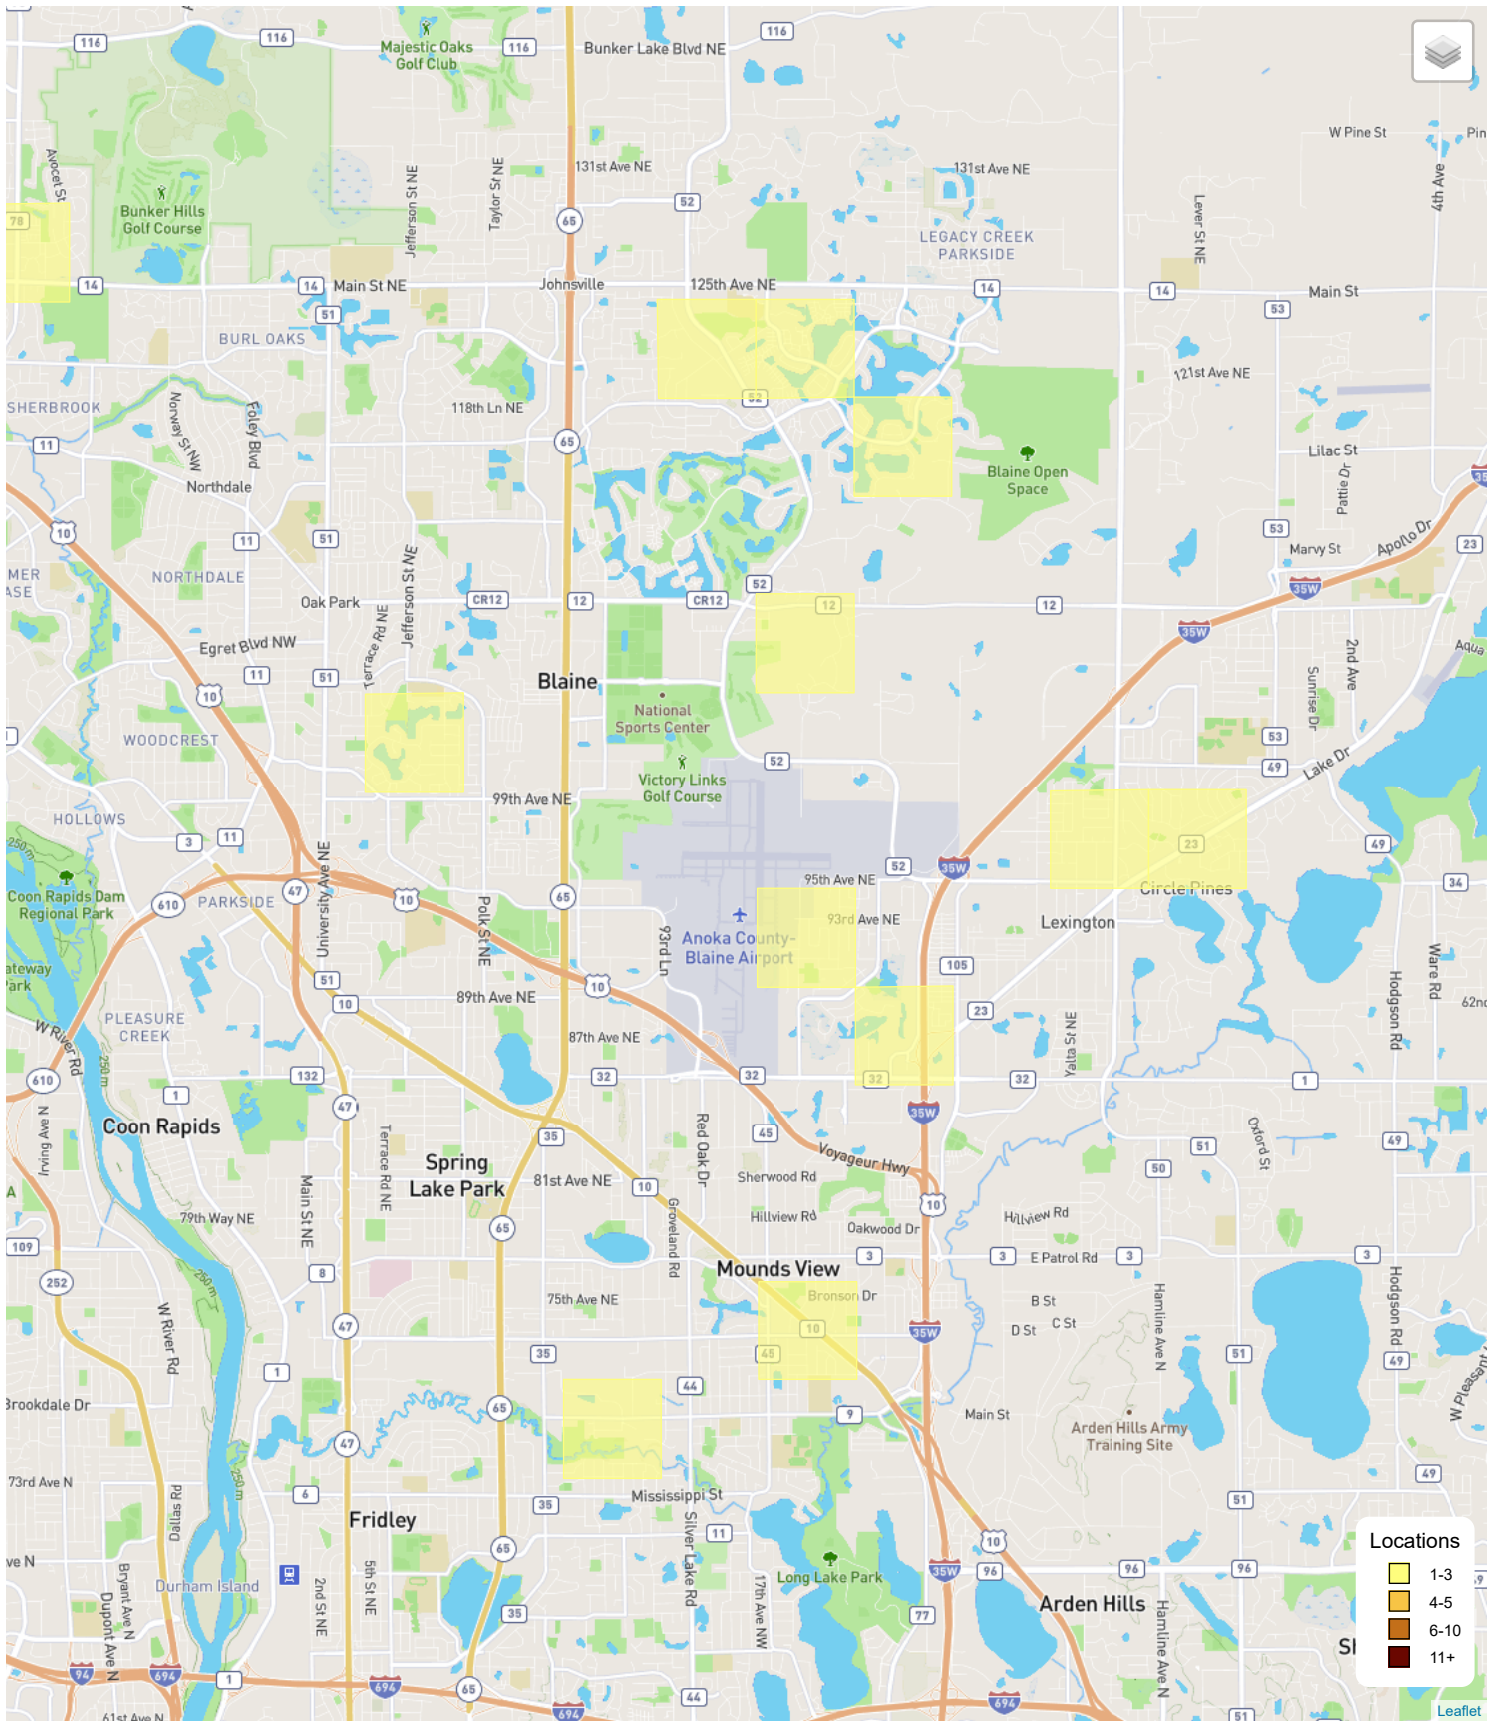 116
116
Majestic Oaks
Golf Club
116
Bunker Lake Blvd NE
116
W Pine St
Avocet St
131st Ave NE
131st Ave NE
4th Ave
Jefferson St NE
Taylor St NE
52
Lever St NE
78
Bunker Hills
Golf Course
65
LEGACY CREEK
PARKSIDE
14
14
Main St NE
Johnsville
125th Ave NE
14
14
Main St
51
53
BURL OAKS
121st Ave NE
SHERBROOK
118th Ln NE
52
Norway St NW
Foley Blvd
11
65
Lilac St
Blaine Open
Space
Pattie Dr
Northdale
10
11
51
53
Apollo Dr
23
Marvy St
NORTHDALE
Jefferson St NE
52
35W
Oak Park
CR12
12
CR12
12
12
Terrace Rd NE
35W
Egret Blvd NW
2nd Ave
Aqua
11
51
Blaine
Sunrise Dr
10
National
Sports Center
WOODCREST
53
52
49
Lake Dr
Victory Links
Golf Course
99th Ave NE
HOLLOWS
250 m
3
11
23
49
University Ave NE
52
35W
Coon Rapids Dam
Regional Park
95th Ave NE
Circle Pines
34
610
PARKSIDE
47
10
65
93rd Ave NE
Lexington
Polk St NE
93rd Ln
Anoka County-
Blaine Airport
Ware Rd
105
51
10
10
89th Ave NE
Hodgson Rd
23
PLEASURE
CREEK
W River Rd
87th Ave NE
Yalta St NE
250 m
610
132
32
32
32
32
1
1
47
35W
Irving Ave N
Coon Rapids
35
45
Red Oak Dr
Terrace Rd NE
Oxford St
49
51
Spring
Lake Park
Voyageur Hwy
50
81st Ave NE
10
Sherwood Rd
Main St NE
79th Way NE
10
Groveland Rd
Hillview Rd
Oakwood Dr
Hillview Rd
65
109
3
3
E Patrol Rd
3
3
8
Mounds View
252
250 m
75th Ave NE
Bronson Dr
B St
Hamline Ave N
Hodgson Rd
W River Rd
47
10
35W
D St
C St
35
45
51
49
1
44
Brookdale Dr
65
9
Main St
Arden Hills Army
Training Site
47
250 m
73rd Ave N
49
6
35
Mississippi St
51
Dallas Rd
Fridley
Silver Lake Rd
11
10
65
Bryant Ave N
5th St NE
2nd St NE
Durham Island
Long Lake Park
35W
96
96
96
17th Ave NW
Dupont Ave N
35
77
Arden Hills
Hamline Ave N
94
694
1
694
65
44
694
694
51
61st Ave N
Locations
1-3
4-5
6-10
11+
Leaflet